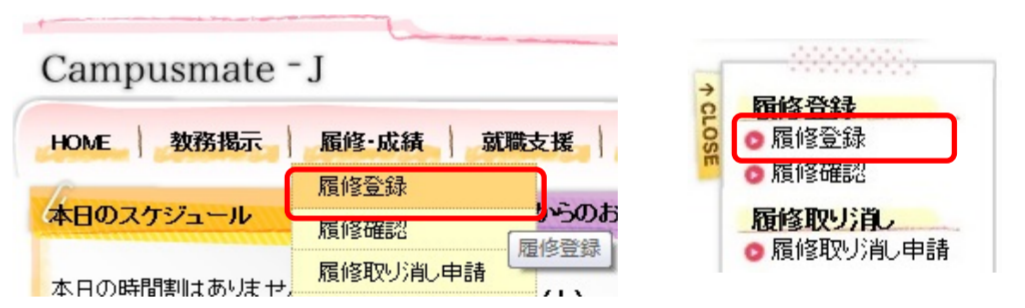 Campusmate-J
HOME 教務掲示 履修・成績 就職支援
履修登録
本日のスケジュール
からのお
履修確認
履修登録
履修取り消し申請
本日の時間割はありませ
↑ CLOSE
履修登録
履修登録
履修確認
履修取り消し
履修取り消し申請